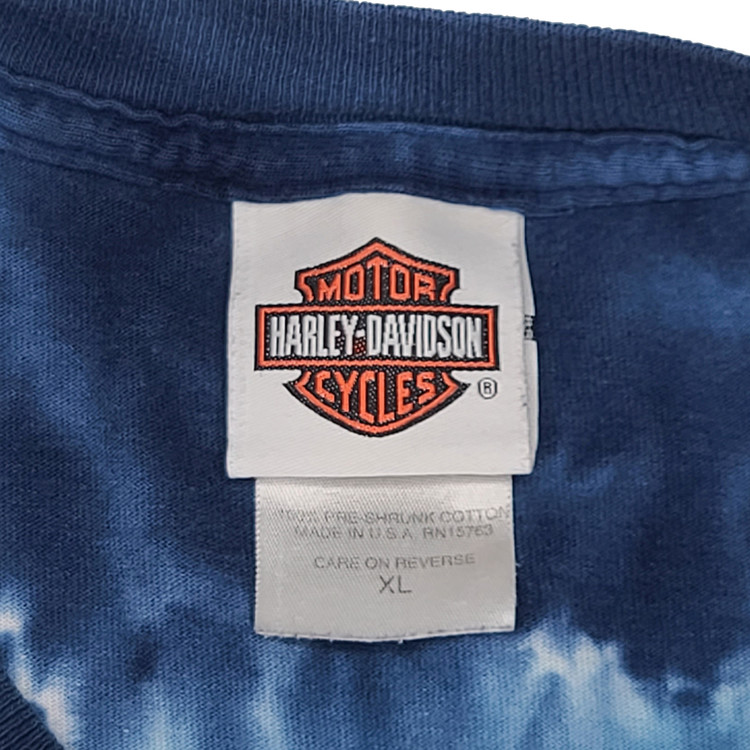 MOTOR
HARLEY-DAVIDSON
CYCLES
®
100% PRE-SHRUNK COTTON
MADE IN U.S.A. RN15763
CARE ON REVERSE
XL